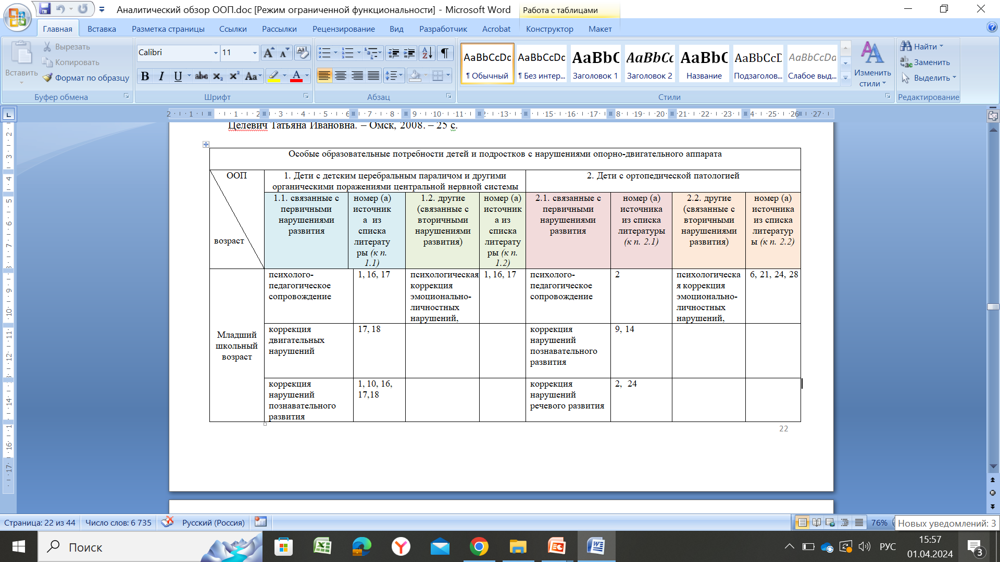 Аналитический обзор ООП.doc [Режим ограниченной функциональности] - Microsoft Word
Работа с таблицами
Главная Вставка Разметка страницы Ссылки Рассылки Рецензирование Вид Разработчик Acrobat Конструктор Макет
Вставить
Вырезать
Копировать
Формат по образцу
Буфер обмена
Calibri 11
Шрифт
Абзац
AaBbCcDc AaBbCcDc AaBbC AaBbCc AaBbC AaBbCcI AaBbCcDc
¶ Обычный ¶ Без интер... Заголовок 1 Заголовок 2 Название Подзаголов... Слабое выд...
Изменить
стили
Стили
Найти
Заменить
Выделить
Редактирование
Целевич Татьяна Ивановна. – Омск, 2008. – 25 с.
Особые образовательные потребности детей и подростков с нарушениями опорно-двигательного аппарата
ООП
возраст
1. Дети с детским церебральным параличом и другими
органическими поражениями центральной нервной системы
2. Дети с ортопедической патологией
1.1. связанные с
первичными
нарушениями
развития
номер (а)
источник
а из
списка
литерату
ры (к п.
1.1)
1.2. другие
(связанные с
вторичными
нарушениями
развития)
номер (а)
источник
а из
списка
литерату
ры (к п.
1.2)
2.1. связанные с
первичными
нарушениями
развития
номер (а)
источника
из списка
литературы
(к п. 2.1)
2.2. другие
(связанные с
вторичными
нарушениями
развития)
номер (а)
источника
из списка
литератур
ы (к п. 2.2)
Младший
школьный
возраст
психолого-
педагогическое
сопровождение
1, 16, 17
психологическая
коррекция
эмоционально-
личностных
нарушений,
1, 16, 17
психолого-
педагогическое
сопровождение
2
психологическа
я коррекция
эмоционально-
личностных
нарушений,
6, 21, 24, 28
коррекция
двигательных
нарушений
17, 18
коррекция
нарушений
познавательного
развития
9, 14
коррекция
нарушений
познавательного
развития
1, 10, 16,
17,18
коррекция
нарушений
речевого развития
2, 24
22
Страница: 22 из 44 Число слов: 6 735 Русский (Россия) 76%
Новых уведомлений: 3
Поиск
РУС
15:57
01.04.2024
3